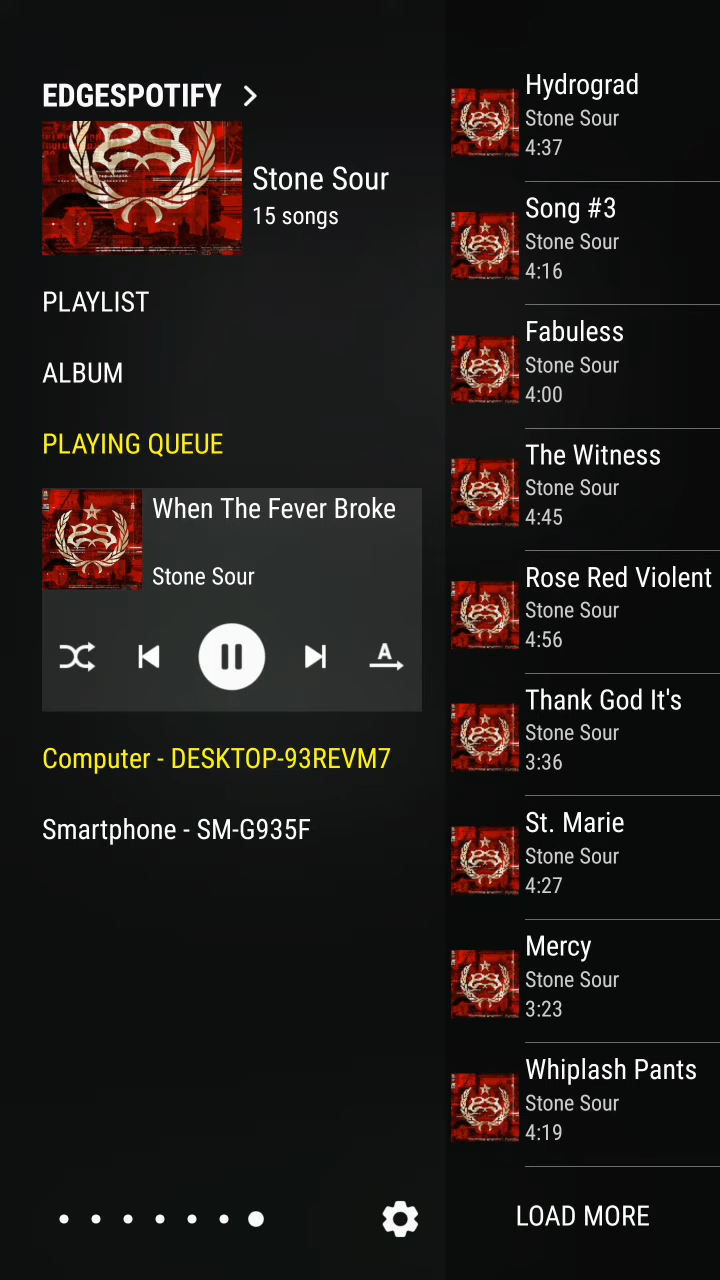 EDGESPOTIFY
Stone Sour
15 songs
PLAYLIST
ALBUM
PLAYING QUEUE
When The Fever Broke
Stone Sour
A
Computer - DESKTOP-93REVM7
Smartphone - SM-G935F
Hydrograd
Stone Sour
4:37
Song #3
Stone Sour
4:16
Fabuless
Stone Sour
4:00
The Witness
Stone Sour
4:45
Rose Red Violent
Stone Sour
4:56
Thank God It's
Stone Sour
3:36
St. Marie
Stone Sour
4:27
Mercy
Stone Sour
3:23
Whiplash Pants
Stone Sour
4:19
LOAD MORE